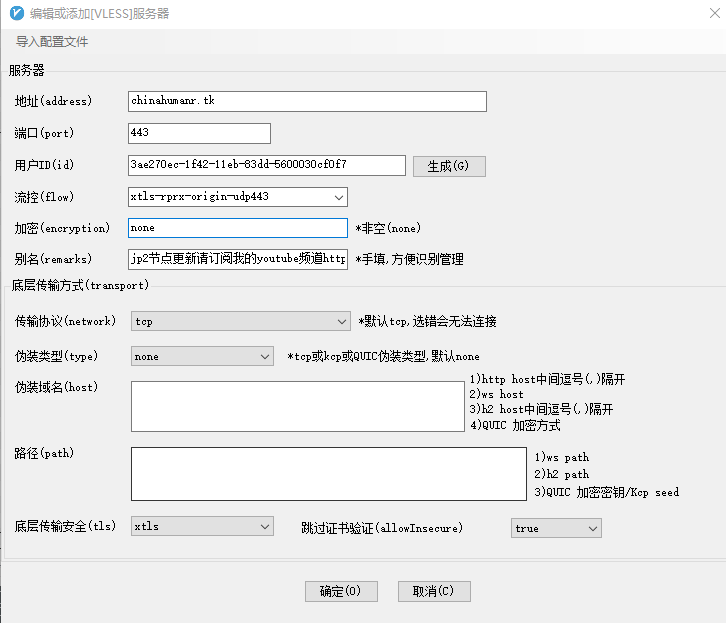 编辑或添加[VLESS]服务器
导入配置文件
服务器
地址(address) chinahumanr.tk
端口(port) 443
用户ID(id) 3ae270ec-1f42-11eb-83dd-5600030cf0f7 生成(G)
流控(flow) xtls-rprx-origin-udp443
加密(encryption) none *非空(none)
别名(remarks) jp2节点更新请订阅我的youtube频道http *手填,方便识别管理
底层传输方式(transport)
传输协议(network) tcp *默认tcp,选错会无法连接
伪装类型(type) none *tcp或kcp或QUIC伪装类型,默认none
伪装域名(host) 1)http host中间逗号(,)隔开
2)ws host
3)h2 host中间逗号(,)隔开
4)QUIC 加密方式
路径(path) 1)ws path
2)h2 path
3)QUIC 加密密钥/Kcp seed
底层传输安全(tls) xtls 跳过证书验证(allowInsecure) true
确定(O) 取消(C)